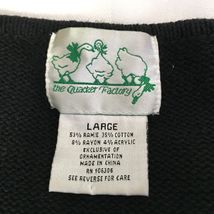 the Quacker Factory
LARGE
53% RAMIE 35% COTTON
8% RAYON 4% ACRYLIC
EXCLUSIVE OF
ORNAMENTATION
MADE IN CHINA
RN 106308
SEE REVERSE FOR CARE